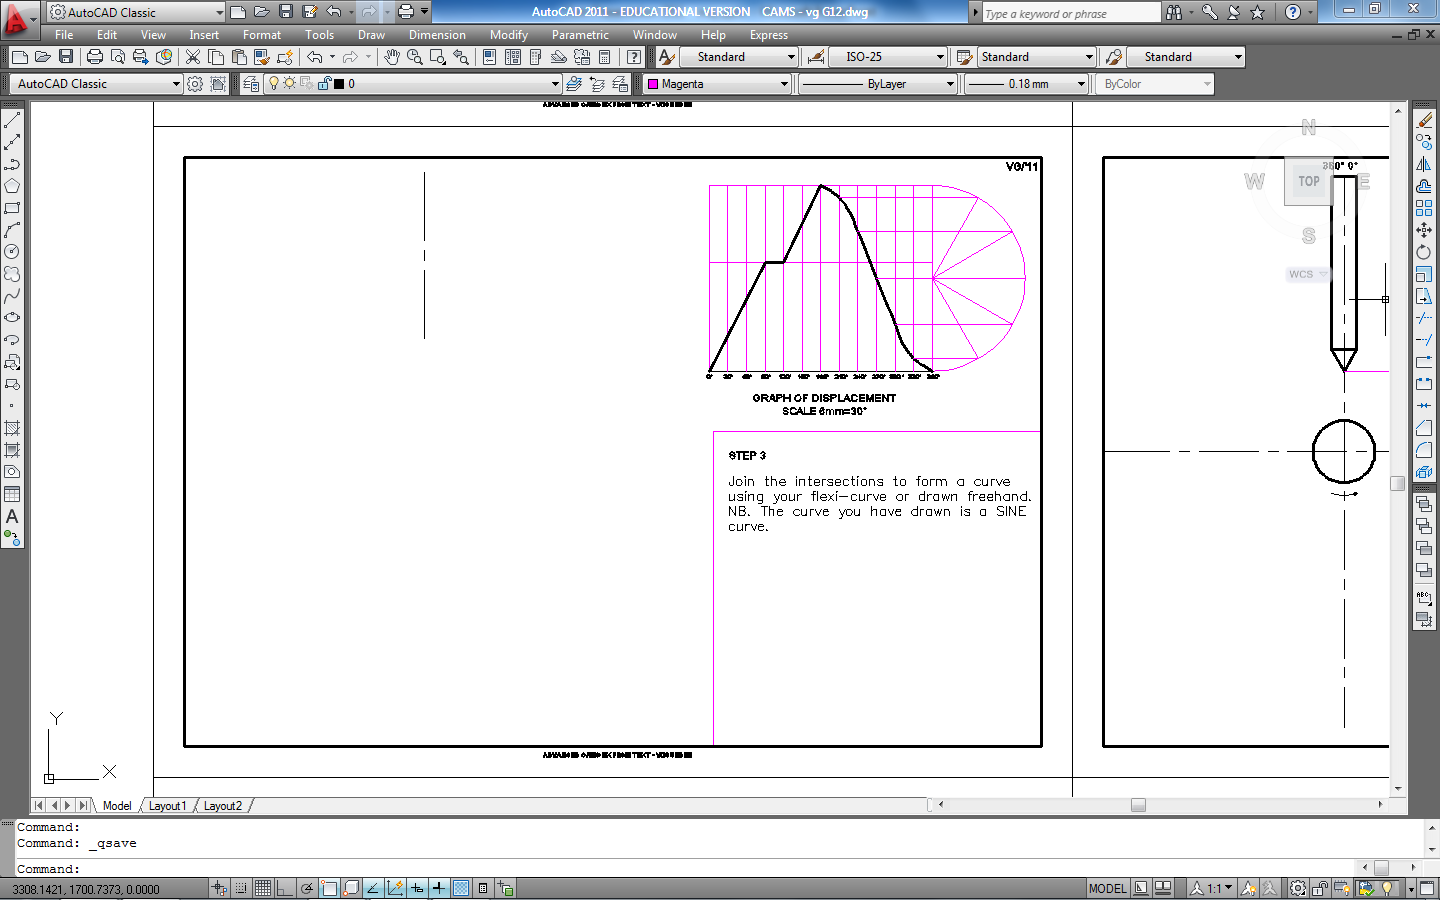 AutoCAD Classic
AutoCAD 2011 - EDUCATIONAL VERSION CAMS - vg G12.dwg
Type a keyword or phrase
File Edit View Insert Format Tools Draw Dimension Modify Parametric Window Help Express
Standard ISO-25 Standard Standard
AutoCAD Classic 0 Magenta ByLayer 0.18 mm ByColor
VG/11
N
W TOP E
S
WCS
GRAPH OF DISPLACEMENT
SCALE 6mm=30°
STEP 3
Join the intersections to form a curve
using your flexi-curve or drawn freehand.
NB. The curve you have drawn is a SINE
curve.
Y
X
Model Layout1 Layout2
Command:
Command: _qsave
Command:
3308.1421, 1700.7373, 0.0000 MODEL 1:1